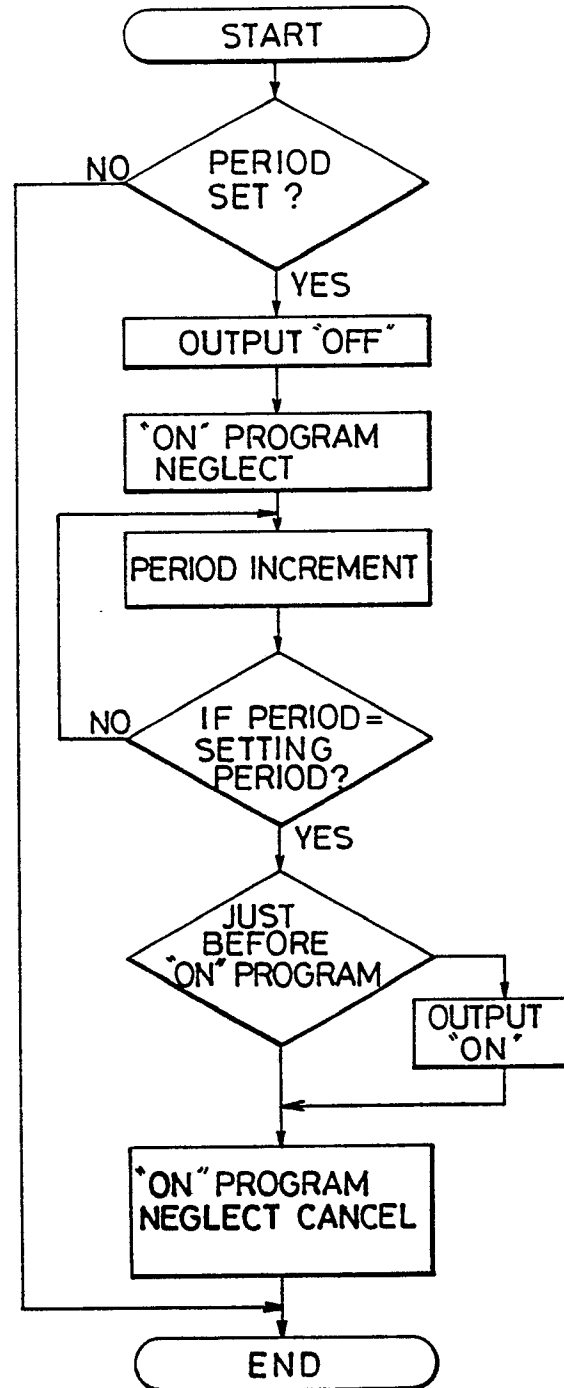 START
NO
PERIOD
SET ?
YES
OUTPUT "OFF"
"ON" PROGRAM
NEGLECT
PERIOD INCREMENT
NO
IF PERIOD =
SETTING
PERIOD?
YES
JUST
BEFORE
"ON" PROGRAM
OUTPUT
"ON"
"ON" PROGRAM
NEGLECT CANCEL
END